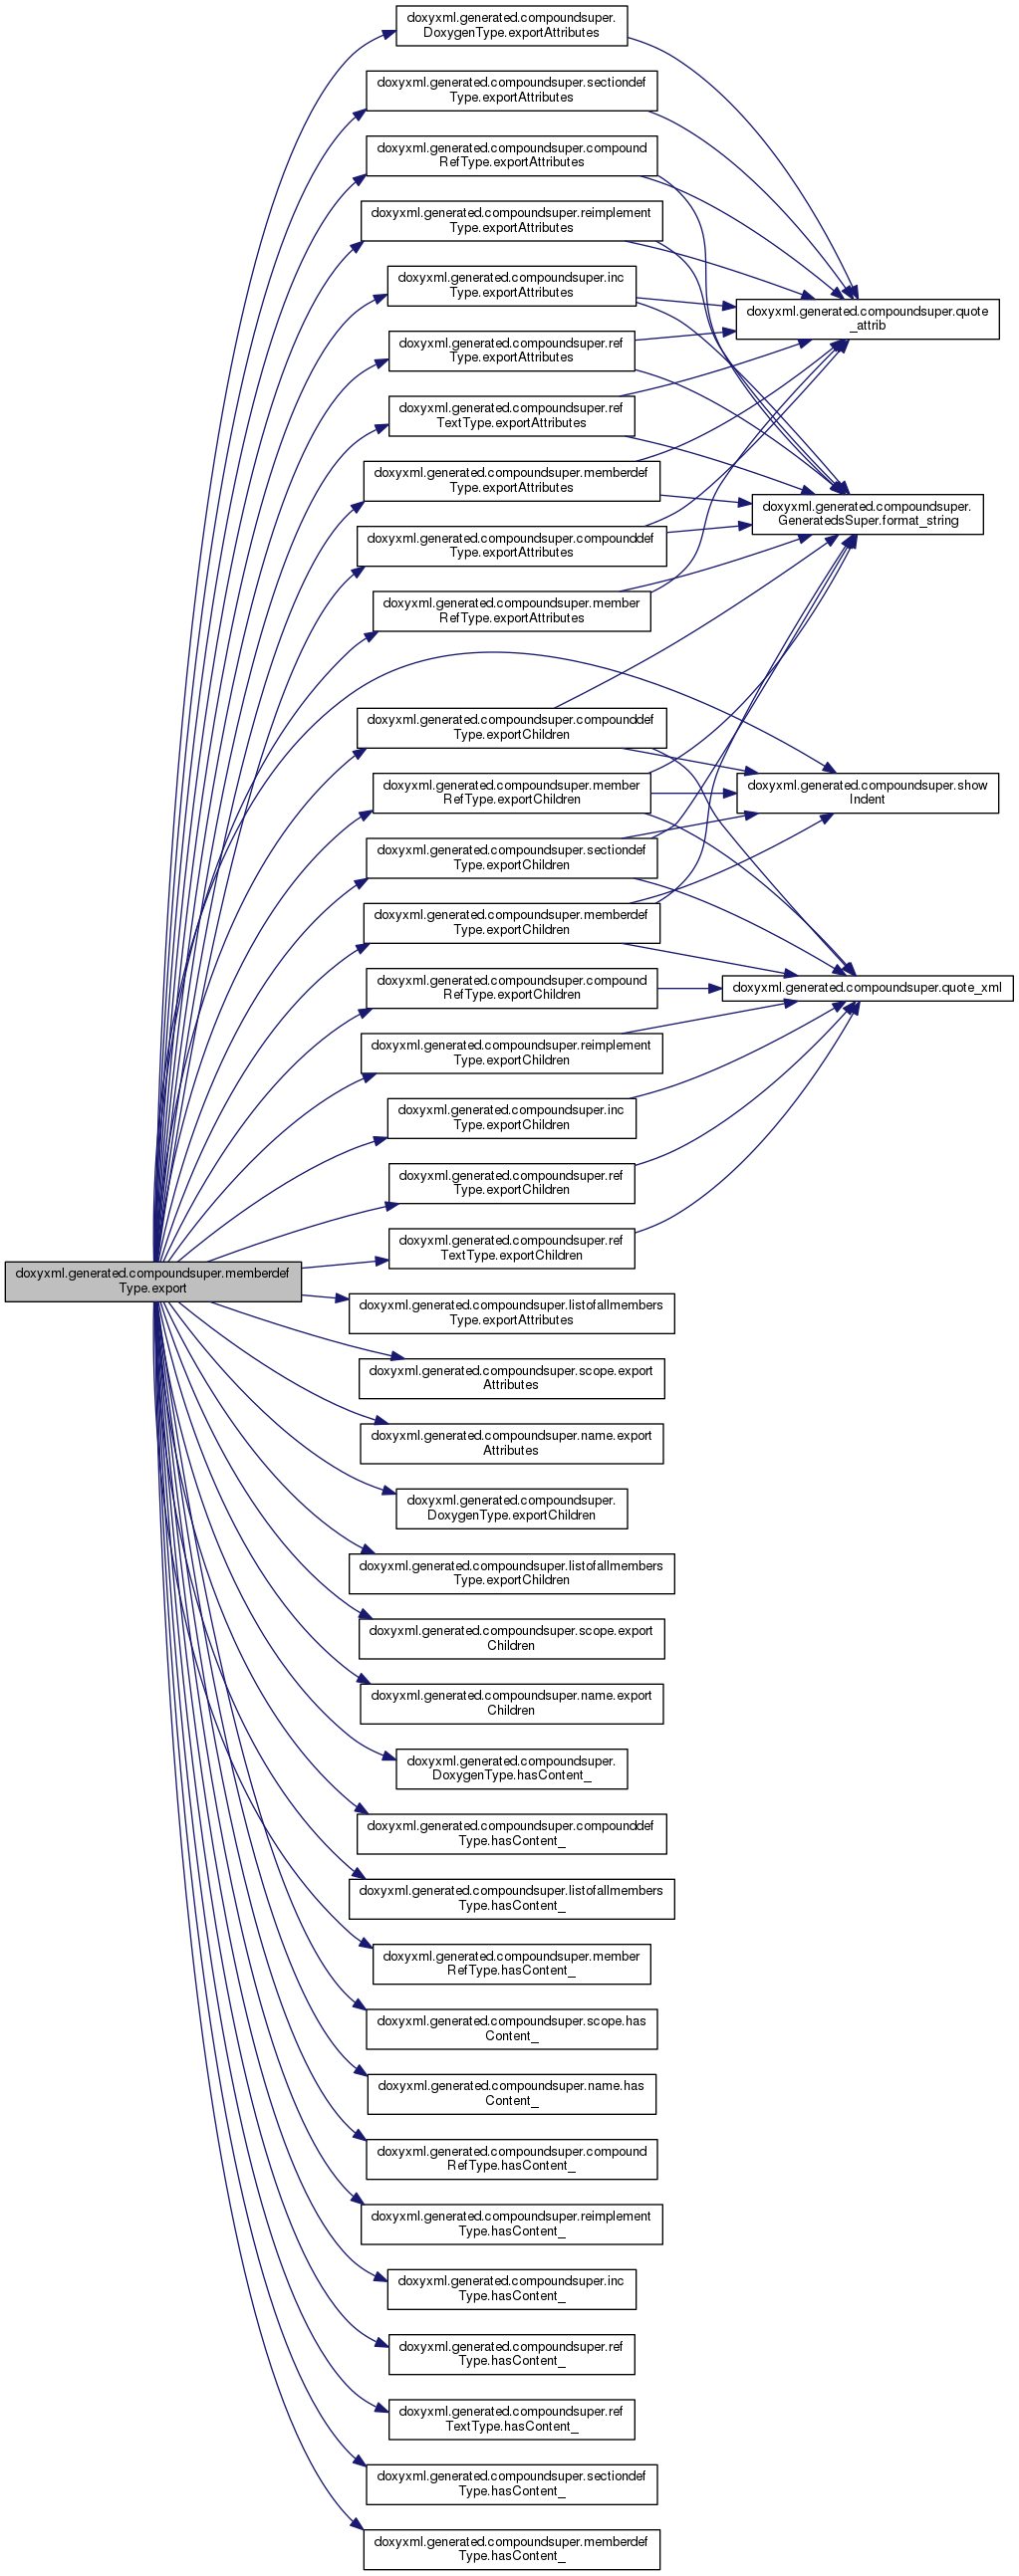 doxyxml.generated.compoundsuper.
DoxygenType.exportAttributes
doxyxml.generated.compoundsuper.sectiondef
Type.exportAttributes
doxyxml.generated.compoundsuper.compound
RefType.exportAttributes
doxyxml.generated.compoundsuper.reimplement
Type.exportAttributes
doxyxml.generated.compoundsuper.inc
Type.exportAttributes
doxyxml.generated.compoundsuper.quote
_attrib
doxyxml.generated.compoundsuper.ref
Type.exportAttributes
doxyxml.generated.compoundsuper.ref
TextType.exportAttributes
doxyxml.generated.compoundsuper.memberdef
Type.exportAttributes
doxyxml.generated.compoundsuper.
GeneratedsSuper.format_string
doxyxml.generated.compoundsuper.compounddef
Type.exportAttributes
doxyxml.generated.compoundsuper.member
RefType.exportAttributes
doxyxml.generated.compoundsuper.compounddef
Type.exportChildren
doxyxml.generated.compoundsuper.member
RefType.exportChildren
doxyxml.generated.compoundsuper.show
Indent
doxyxml.generated.compoundsuper.sectiondef
Type.exportChildren
doxyxml.generated.compoundsuper.memberdef
Type.exportChildren
doxyxml.generated.compoundsuper.compound
RefType.exportChildren
doxyxml.generated.compoundsuper.quote_xml
doxyxml.generated.compoundsuper.reimplement
Type.exportChildren
doxyxml.generated.compoundsuper.inc
Type.exportChildren
doxyxml.generated.compoundsuper.ref
Type.exportChildren
doxyxml.generated.compoundsuper.ref
TextType.exportChildren
doxyxml.generated.compoundsuper.memberdef
Type.export
doxyxml.generated.compoundsuper.listofallmembers
Type.exportAttributes
doxyxml.generated.compoundsuper.scope.export
Attributes
doxyxml.generated.compoundsuper.name.export
Attributes
doxyxml.generated.compoundsuper.
DoxygenType.exportChildren
doxyxml.generated.compoundsuper.listofallmembers
Type.exportChildren
doxyxml.generated.compoundsuper.scope.export
Children
doxyxml.generated.compoundsuper.name.export
Children
doxyxml.generated.compoundsuper.
DoxygenType.hasContent_
doxyxml.generated.compoundsuper.compounddef
Type.hasContent_
doxyxml.generated.compoundsuper.listofallmembers
Type.hasContent_
doxyxml.generated.compoundsuper.member
RefType.hasContent_
doxyxml.generated.compoundsuper.scope.has
Content_
doxyxml.generated.compoundsuper.name.has
Content_
doxyxml.generated.compoundsuper.compound
RefType.hasContent_
doxyxml.generated.compoundsuper.reimplement
Type.hasContent_
doxyxml.generated.compoundsuper.inc
Type.hasContent_
doxyxml.generated.compoundsuper.ref
Type.hasContent_
doxyxml.generated.compoundsuper.ref
TextType.hasContent_
doxyxml.generated.compoundsuper.sectiondef
Type.hasContent_
doxyxml.generated.compoundsuper.memberdef
Type.hasContent_